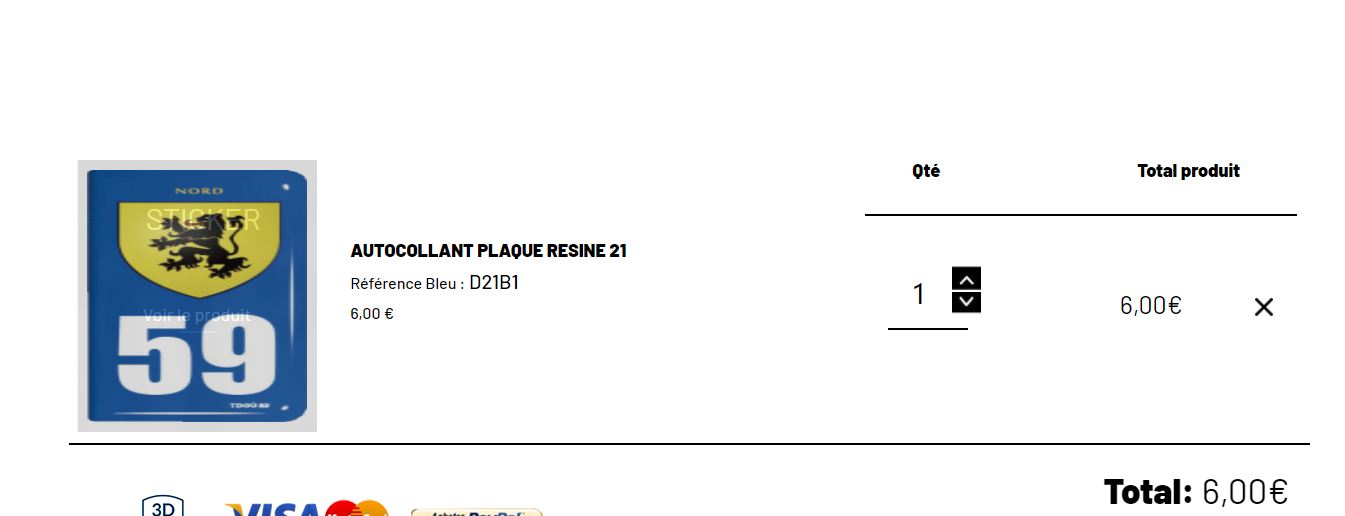 Qté Total produit
NORD
STICKER
AUTOCOLLANT PLAQUE RESINE 21
Référence Bleu : D21B1
1
6,00€
6,00 €
Voir le produit
59
Total: 6,00€
3D
VISA